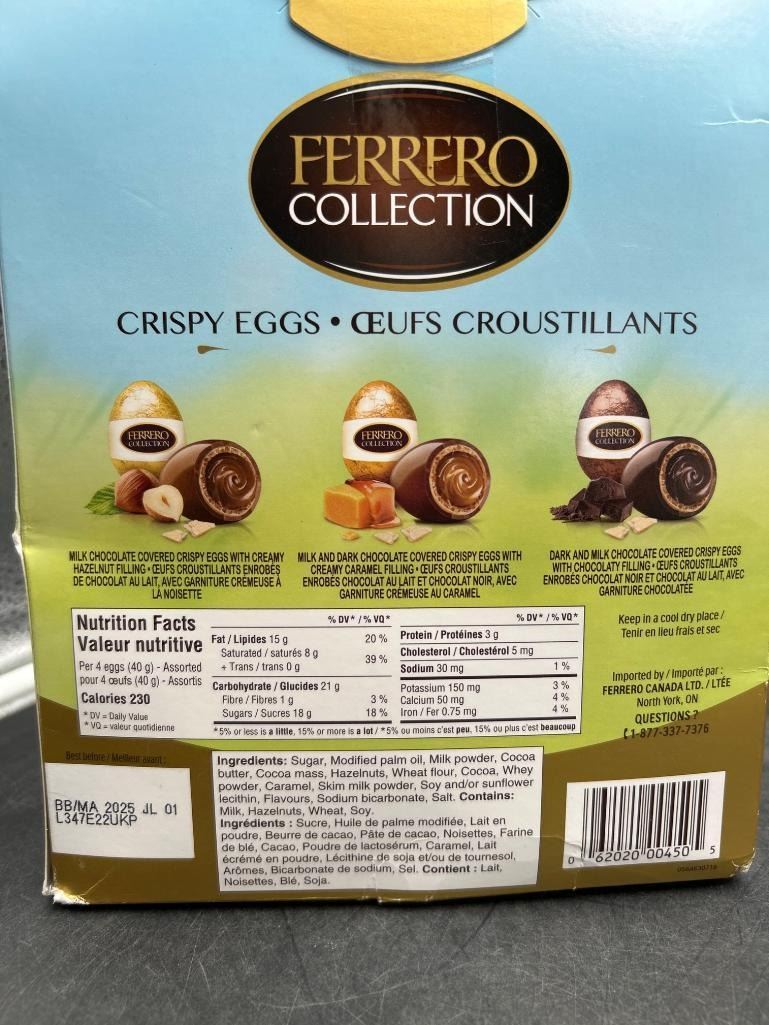 FERRERO
COLLECTION
CRISPY EGGS • ŒUFS CROUSTILLANTS
FERRERO
COLLECTION
FERRERO
COLLECTION
FERRERO
COLLECTION
MILK CHOCOLATE COVERED CRISPY EGGS WITH CREAMY
HAZELNUT FILLING • ŒUFS CROUSTILLANTS ENROBÉS
DE CHOCOLAT AU LAIT, AVEC GARNITURE CRÉMEUSE À
LA NOISETTE
MILK AND DARK CHOCOLATE COVERED CRISPY EGGS WITH
CREAMY CARAMEL FILLING • ŒUFS CROUSTILLANTS
ENROBÉS CHOCOLAT AU LAIT ET CHOCOLAT NOIR, AVEC
GARNITURE CRÉMEUSE AU CARAMEL
DARK AND MILK CHOCOLATE COVERED CRISPY EGGS
WITH CHOCOLATY FILLING • ŒUFS CROUSTILLANTS
ENROBÉS CHOCOLAT NOIR ET CHOCOLAT AU LAIT, AVEC
GARNITURE CHOCOLATÉE
Nutrition Facts
Valeur nutritive
Per 4 eggs (40 g) - Assorted
pour 4 œufs (40 g) - Assortis
Calories 230
* DV = Daily Value
* VQ = valeur quotidienne
% DV* / % VQ*
Fat / Lipides 15 g 20 %
Saturated / saturés 8 g
+ Trans / trans 0 g 39 %
Carbohydrate / Glucides 21 g
Fibre / Fibres 1 g 3 %
Sugars / Sucres 18 g 18 %
% DV* / % VQ*
Protein / Protéines 3 g
Cholesterol / Cholestérol 5 mg
Sodium 30 mg 1 %
Potassium 150 mg 3 %
Calcium 50 mg 4 %
Iron / Fer 0.75 mg 4 %
*5% or less is a little, 15% or more is a lot / *5% ou moins c'est peu, 15% ou plus c'est beaucoup
Keep in a cool dry place /
Tenir en lieu frais et sec
Imported by / Importé par :
FERRERO CANADA LTD. / LTÉE
North York, ON
QUESTIONS ?
1-877-337-7376
Best before / Meilleur avant :
BB/MA 2025 JL 01
L347E22UKP
Ingredients: Sugar, Modified palm oil, Milk powder, Cocoa
butter, Cocoa mass, Hazelnuts, Wheat flour, Cocoa, Whey
powder, Caramel, Skim milk powder, Soy and/or sunflower
lecithin, Flavours, Sodium bicarbonate, Salt. Contains:
Milk, Hazelnuts, Wheat, Soy.
Ingrédients : Sucre, Huile de palme modifiée, Lait en
poudre, Beurre de cacao, Pâte de cacao, Noisettes, Farine
de blé, Cacao, Poudre de lactosérum, Caramel, Lait
écrémé en poudre, Lécithine de soja et/ou de tournesol,
Arômes, Bicarbonate de sodium, Sel. Contient : Lait,
Noisettes, Blé, Soja.
0 62020 00450 5